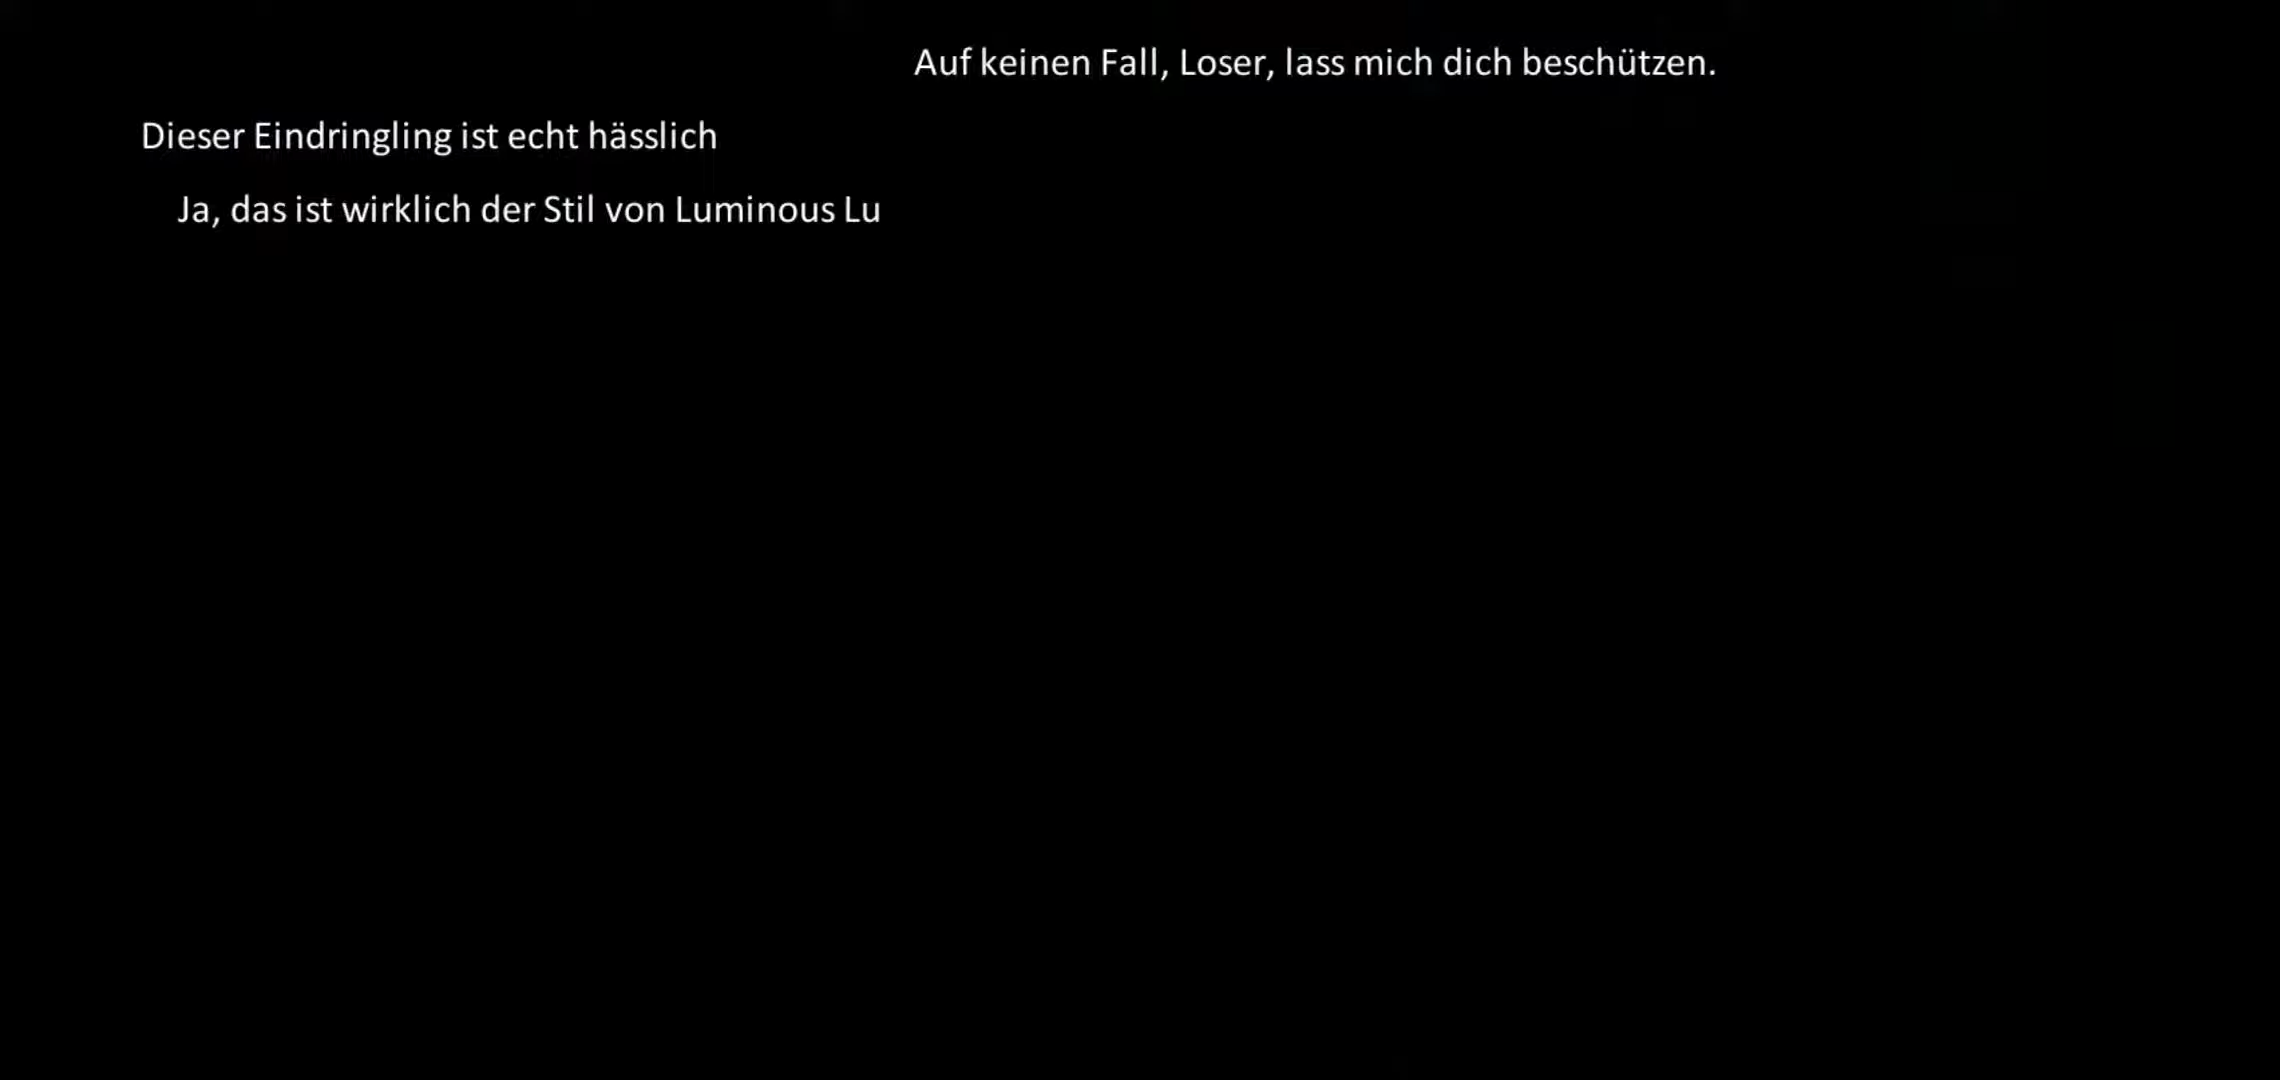 Auf keinen Fall, Loser, lass mich dich beschützen.
Dieser Eindringling ist echt hässlich
Ja, das ist wirklich der Stil von Luminous Lu